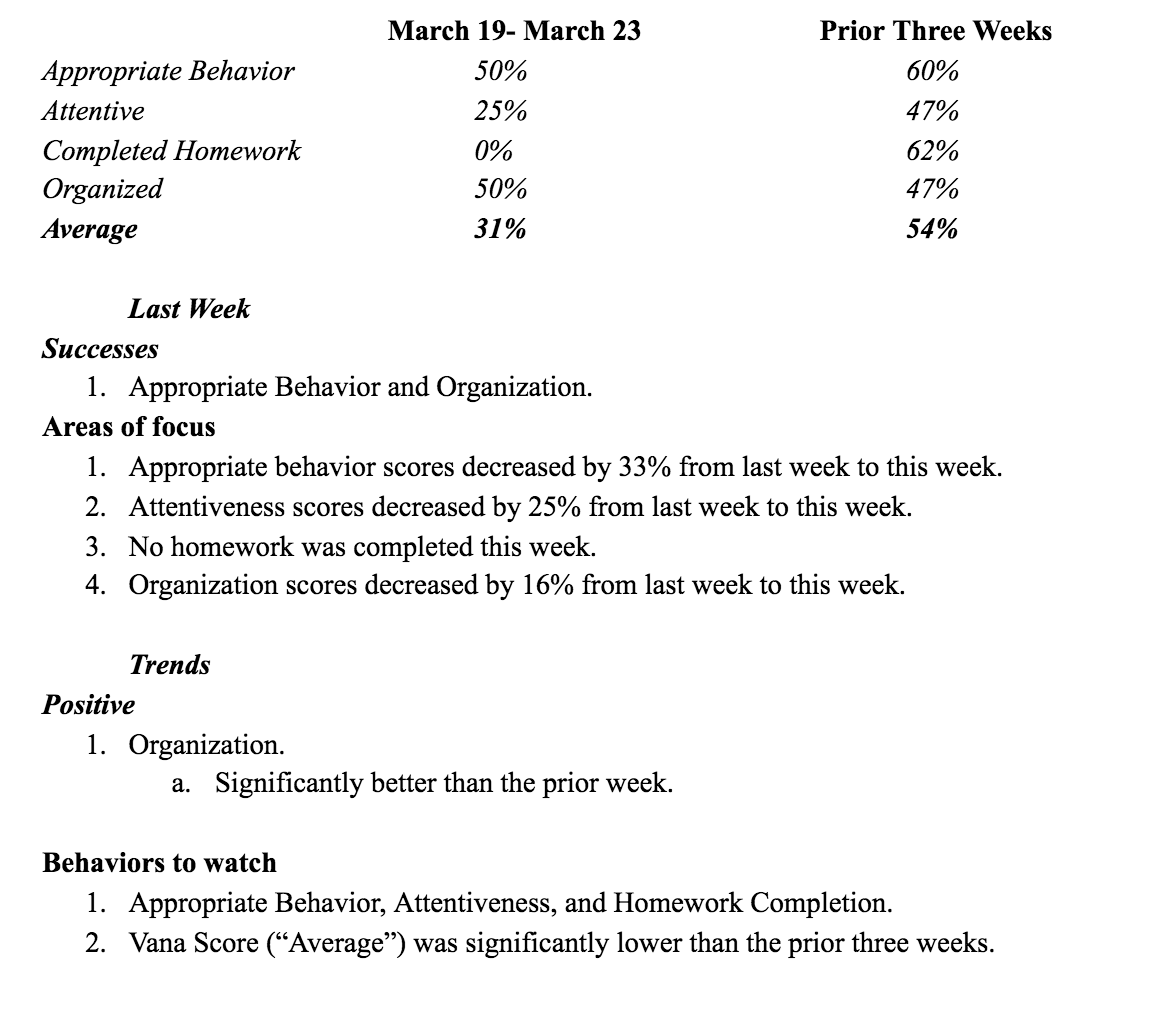 March 19- March 23 Prior Three Weeks
Appropriate Behavior 50% 60%
Attentive 25% 47%
Completed Homework 0% 62%
Organized 50% 47%
Average 31% 54%
Last Week
Successes
1. Appropriate Behavior and Organization.
Areas of focus
1. Appropriate behavior scores decreased by 33% from last week to this week.
2. Attentiveness scores decreased by 25% from last week to this week.
3. No homework was completed this week.
4. Organization scores decreased by 16% from last week to this week.
Trends
Positive
1. Organization.
a. Significantly better than the prior week.
Behaviors to watch
1. Appropriate Behavior, Attentiveness, and Homework Completion.
2. Vana Score (“Average”) was significantly lower than the prior three weeks.